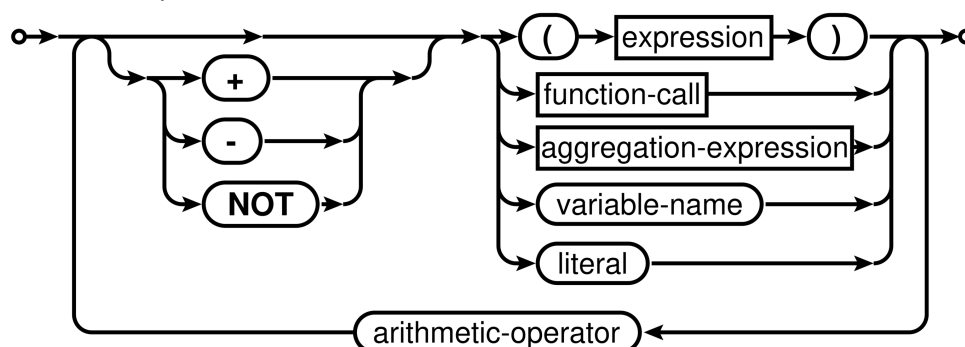 ( expression )
+
function-call
-
aggregation-expression
NOT
variable-name
literal
arithmetic-operator